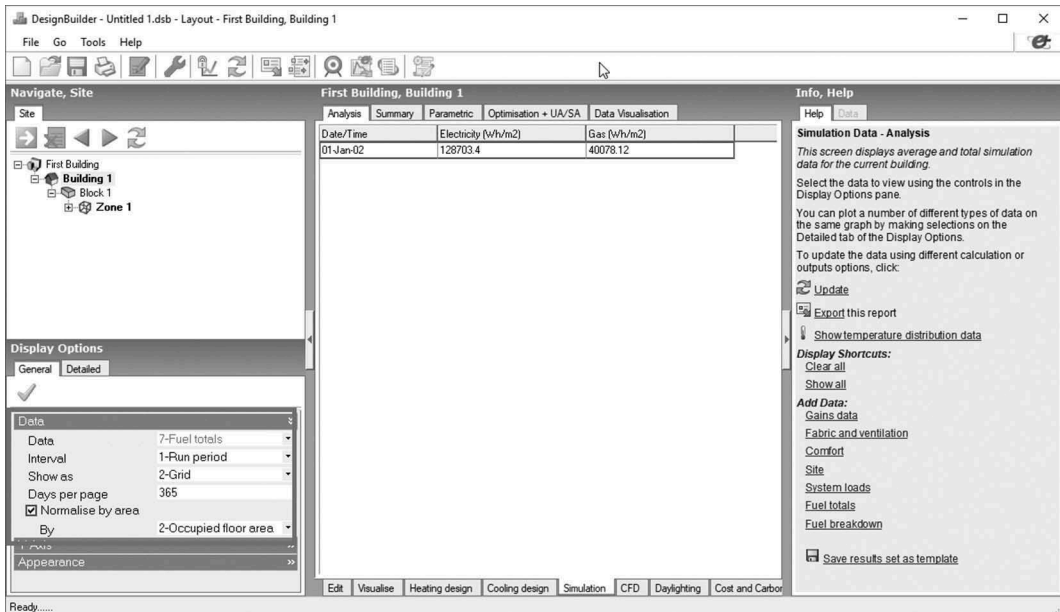 DesignBuilder - Untitled 1.dsb - Layout - First Building, Building 1
File Go Tools Help
Navigate, Site
Site
First Building
Building 1
Block 1
Zone 1
Display Options
General Detailed
Data
Data 7-Fuel totals
Interval 1-Run period
Show as 2-Grid
Days per page 365
Normalise by area
By 2-Occupied floor area
Y-Axis
Appearance
First Building, Building 1
Analysis Summary Parametric Optimisation + UA/SA Data Visualisation
Date/Time Electricity (Wh/m2) Gas (Wh/m2)
01-Jan-02 128703.4 40078.12
Edit Visualise Heating design Cooling design Simulation CFD Daylighting Cost and Carbon
Info, Help
Help Data
Simulation Data - Analysis
This screen displays average and total simulation
data for the current building.
Select the data to view using the controls in the
Display Options pane.
You can plot a number of different types of data on
the same graph by making selections on the
Detailed tab of the Display Options.
To update the data using different calculation or
outputs options, click:
Update
Export this report
Show temperature distribution data
Display Shortcuts:
Clear all
Show all
Add Data:
Gains data
Fabric and ventilation
Comfort
Site
System loads
Fuel totals
Fuel breakdown
Save results set as template
Ready......